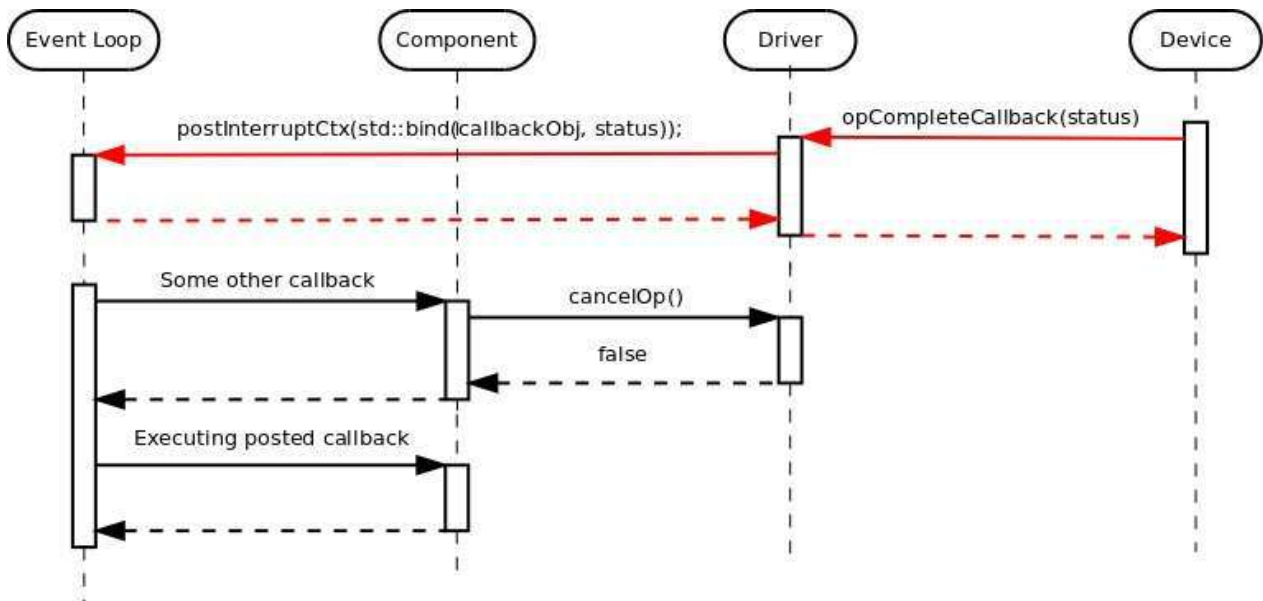 Event Loop
Component
Driver
Device
opCompleteCallback(status)
postInterruptCtx(std::bind(callbackObj, status));
Some other callback
cancelOp()
false
Executing posted callback